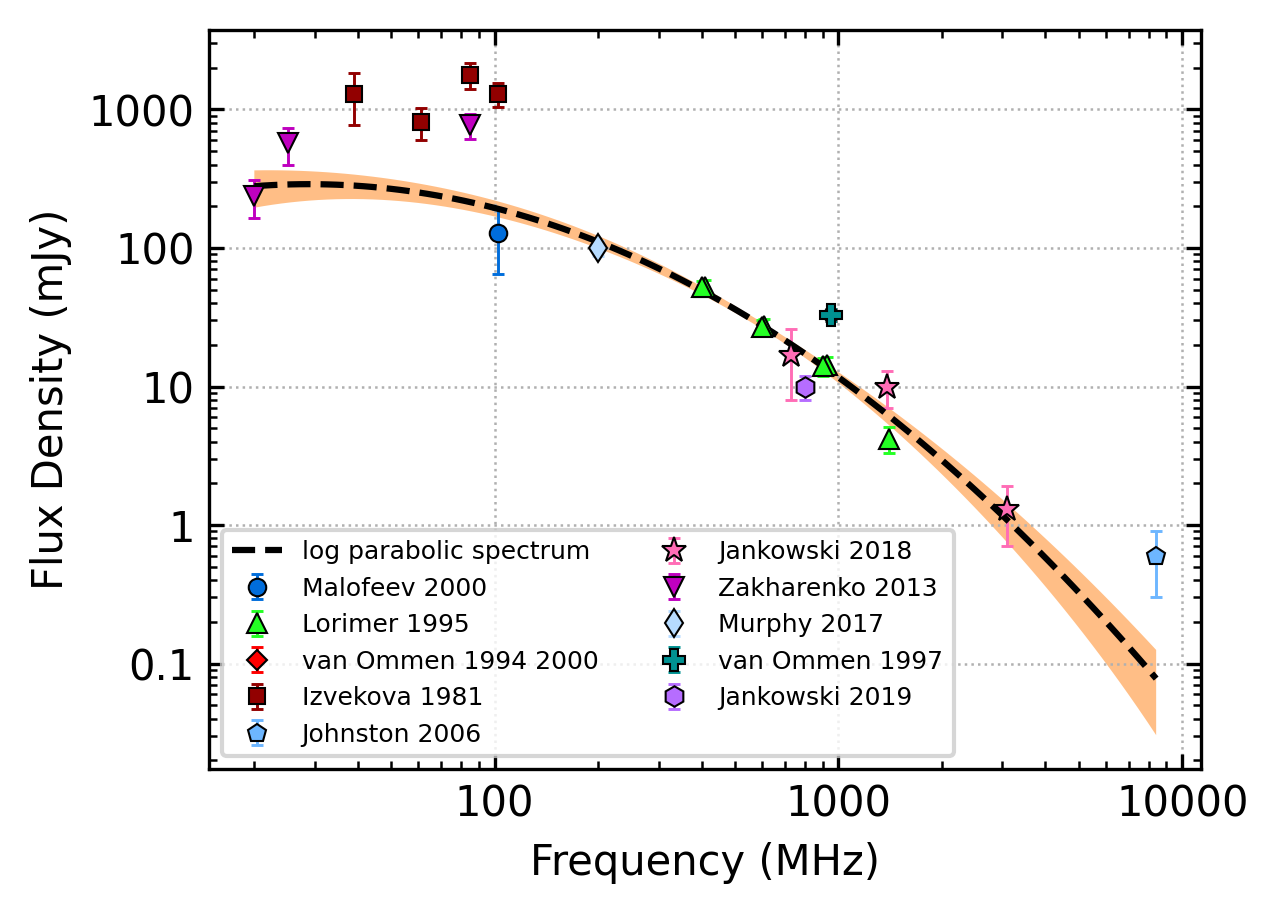 1000
100
10
1
0.1
Flux Density (mJy)
log parabolic spectrum
Malofeev 2000
Lorimer 1995
van Ommen 1994 2000
Izvekova 1981
Johnston 2006
Jankowski 2018
Zakharenko 2013
Murphy 2017
van Ommen 1997
Jankowski 2019
100
1000
10000
Frequency (MHz)